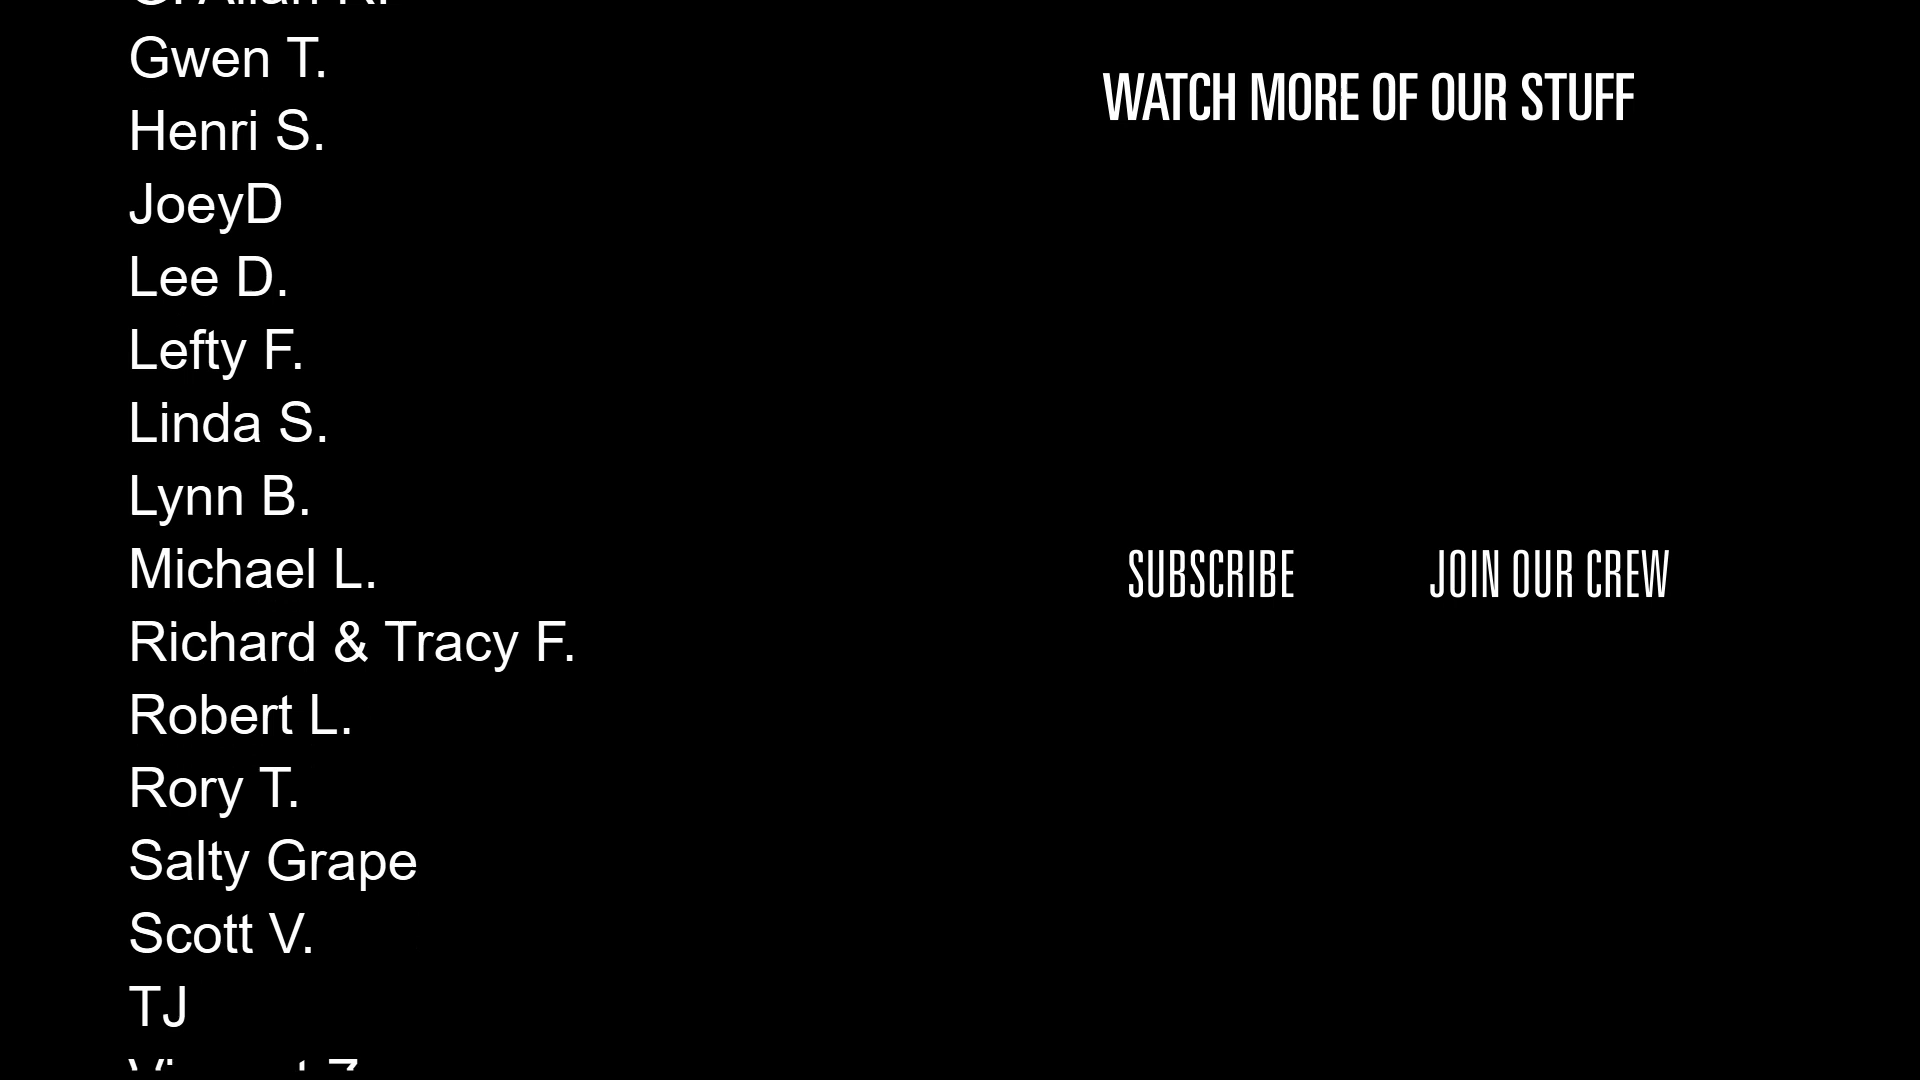 Gwen T.
Henri S.
JoeyD
Lee D.
Lefty F.
Linda S.
Lynn B.
Michael L.
Richard & Tracy F.
Robert L.
Rory T.
Salty Grape
Scott V.
TJ
WATCH MORE OF OUR STUFF
SUBSCRIBE
JOIN OUR CREW